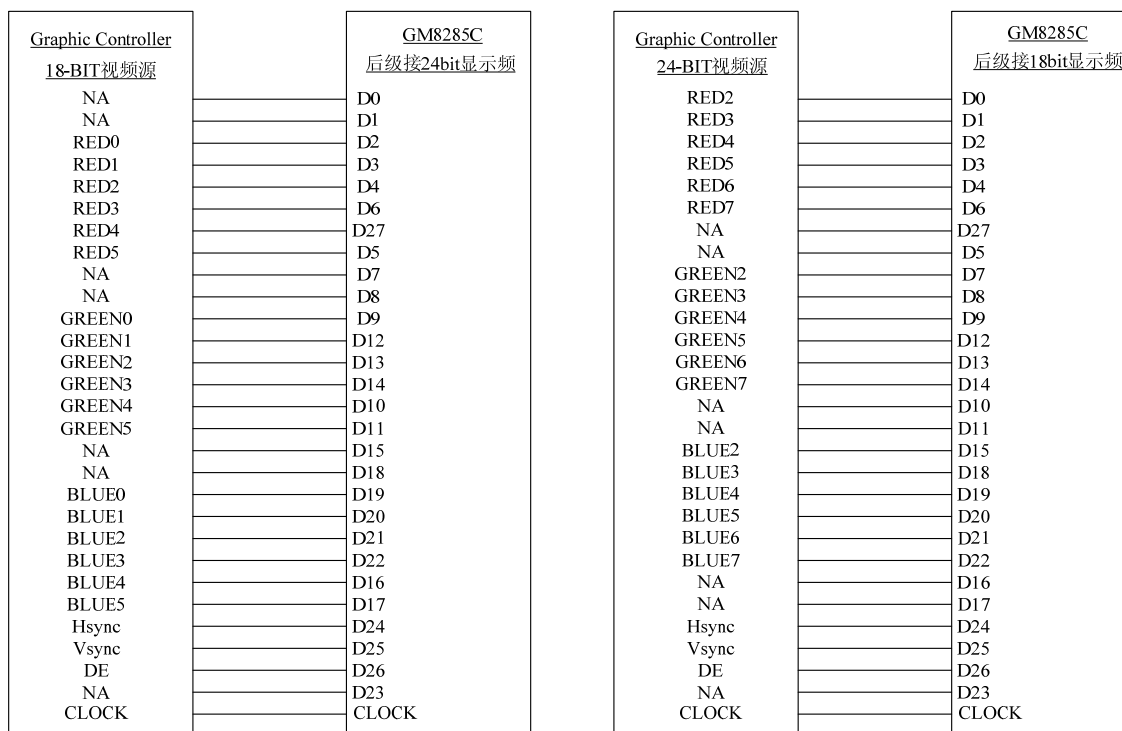 Graphic Controller
18-BIT视频源
GM8285C
后级接24bit显示频
NA D0
NA D1
RED0 D2
RED1 D3
RED2 D4
RED3 D6
RED4 D27
RED5 D5
NA D7
NA D8
GREEN0 D9
GREEN1 D12
GREEN2 D13
GREEN3 D14
GREEN4 D10
GREEN5 D11
NA D15
NA D18
BLUE0 D19
BLUE1 D20
BLUE2 D21
BLUE3 D22
BLUE4 D16
BLUE5 D17
Hsync D24
Vsync D25
DE D26
NA D23
CLOCK CLOCK
Graphic Controller
24-BIT视频源
GM8285C
后级接18bit显示频
RED2 D0
RED3 D1
RED4 D2
RED5 D3
RED6 D4
RED7 D6
NA D27
NA D5
GREEN2 D7
GREEN3 D8
GREEN4 D9
GREEN5 D12
GREEN6 D13
GREEN7 D14
NA D10
NA D11
BLUE2 D15
BLUE3 D18
BLUE4 D19
BLUE5 D20
BLUE6 D21
BLUE7 D22
NA D16
NA D17
Hsync D24
Vsync D25
DE D26
NA D23
CLOCK CLOCK